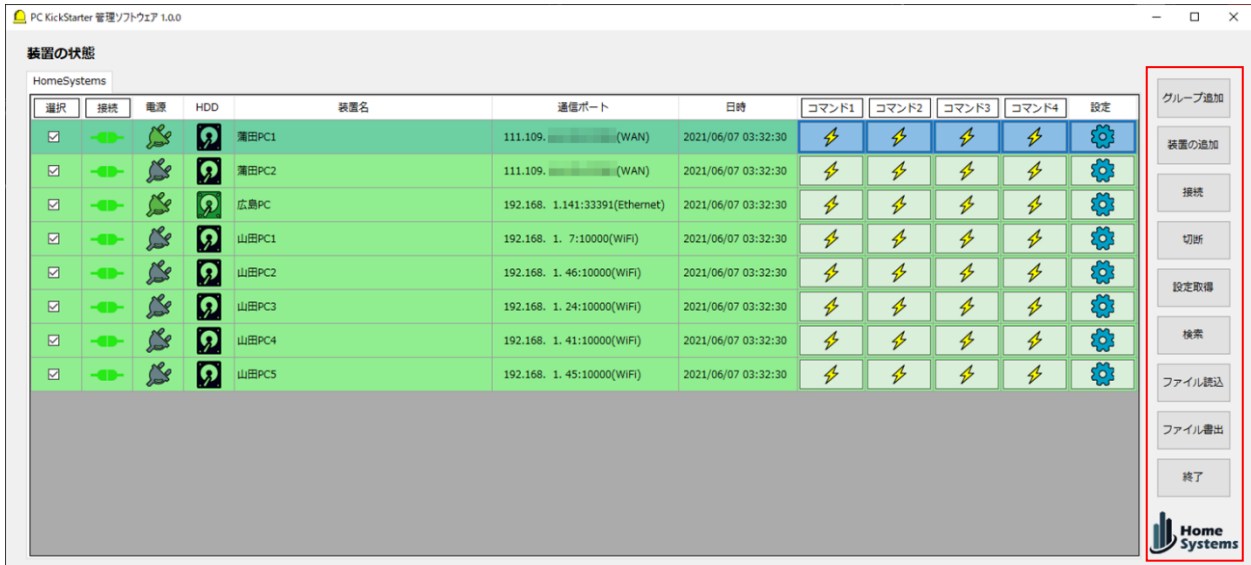 PC KickStarter 管理ソフトウェア 1.0.0
装置の状態
HomeSystems
選択 接続 電源 HDD 装置名 通信ポート 日時 コマンド1 コマンド2 コマンド3 コマンド4 設定
蒲田PC1 111.109. (WAN) 2021/06/07 03:32:30
蒲田PC2 111.109. (WAN) 2021/06/07 03:32:30
広島PC 192.168. 1.141:33391(Ethernet) 2021/06/07 03:32:30
山田PC1 192.168. 1. 7:10000(WiFi) 2021/06/07 03:32:30
山田PC2 192.168. 1. 46:10000(WiFi) 2021/06/07 03:32:30
山田PC3 192.168. 1. 24:10000(WiFi) 2021/06/07 03:32:30
山田PC4 192.168. 1. 41:10000(WiFi) 2021/06/07 03:32:30
山田PC5 192.168. 1. 45:10000(WiFi) 2021/06/07 03:32:30
グループ追加
装置の追加
接続
切断
設定取得
検索
ファイル読込
ファイル書出
終了
Home
Systems